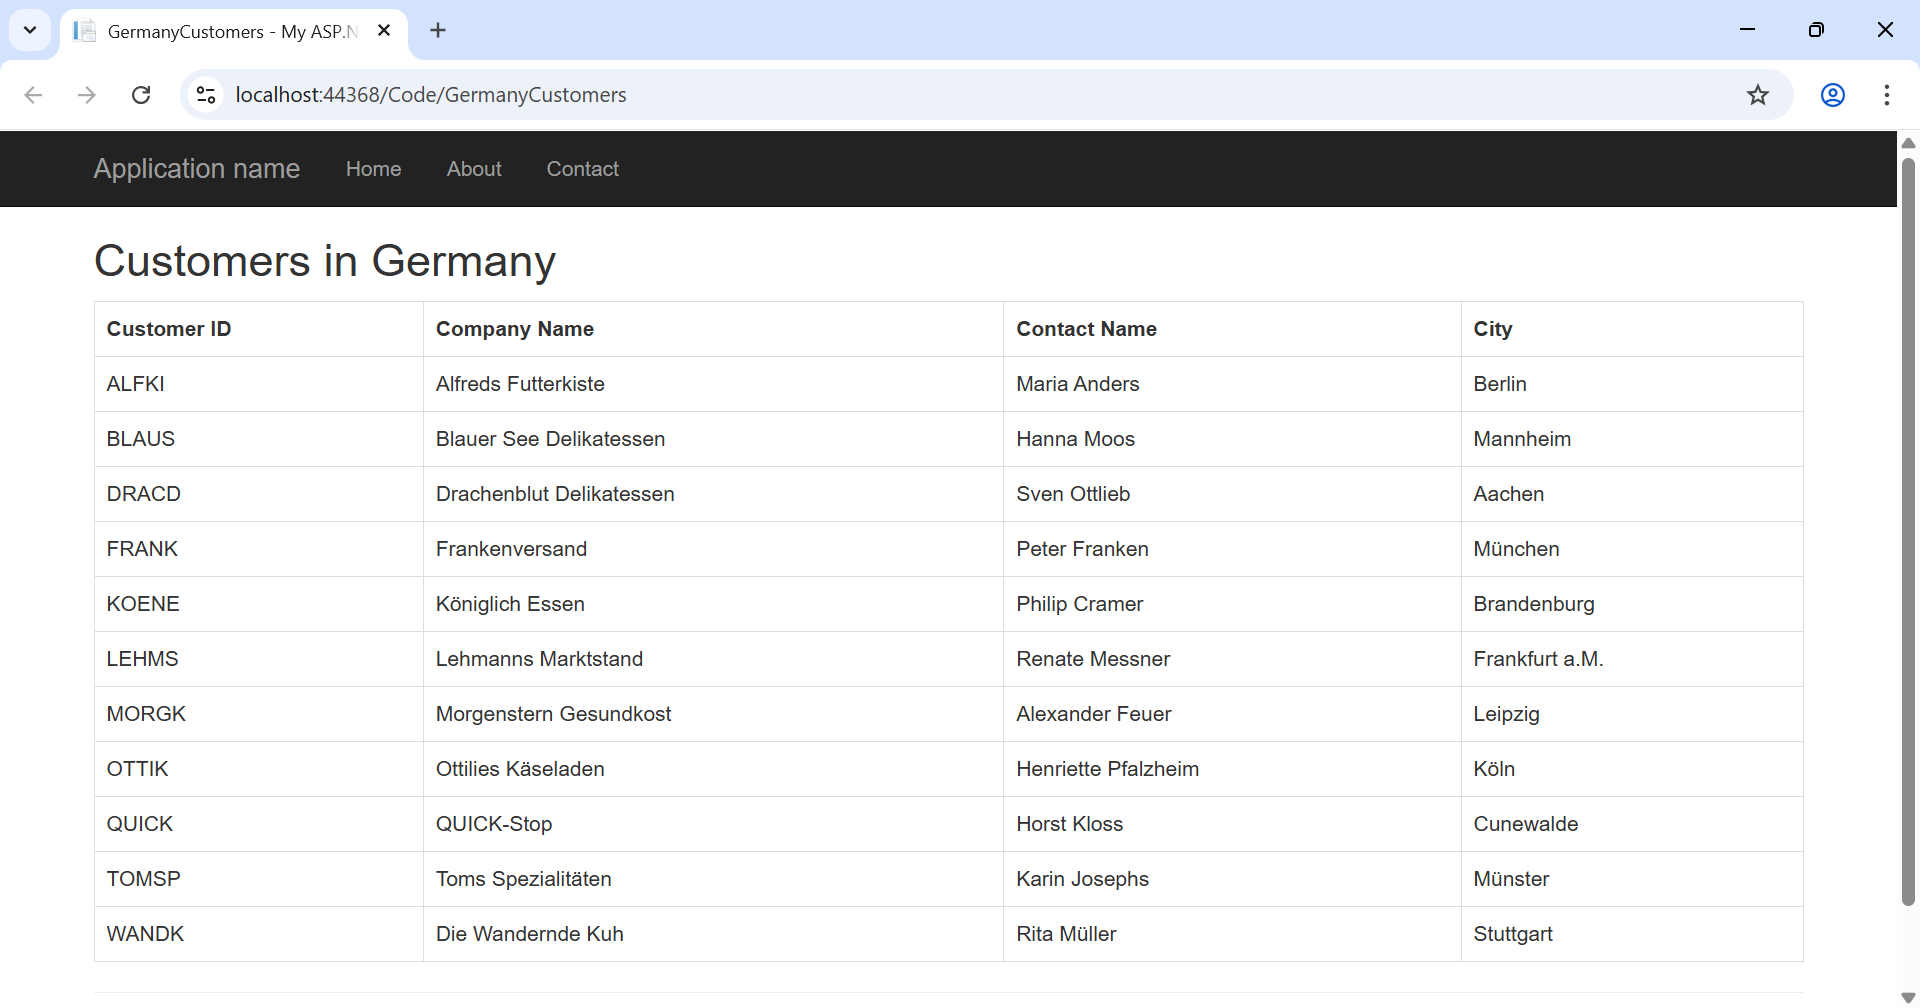 GermanyCustomers - My ASP.N
localhost:44368/Code/GermanyCustomers
Application name Home About Contact
Customers in Germany
Customer ID Company Name Contact Name City
ALFKI Alfreds Futterkiste Maria Anders Berlin
BLAUS Blauer See Delikatessen Hanna Moos Mannheim
DRACD Drachenblut Delikatessen Sven Ottlieb Aachen
FRANK Frankenversand Peter Franken München
KOENE Königlich Essen Philip Cramer Brandenburg
LEHMS Lehmanns Marktstand Renate Messner Frankfurt a.M.
MORGK Morgenstern Gesundkost Alexander Feuer Leipzig
OTTIK Ottilies Käseladen Henriette Pfalzheim Köln
QUICK QUICK-Stop Horst Kloss Cunewalde
TOMSP Toms Spezialitäten Karin Josephs Münster
WANDK Die Wandernde Kuh Rita Müller Stuttgart